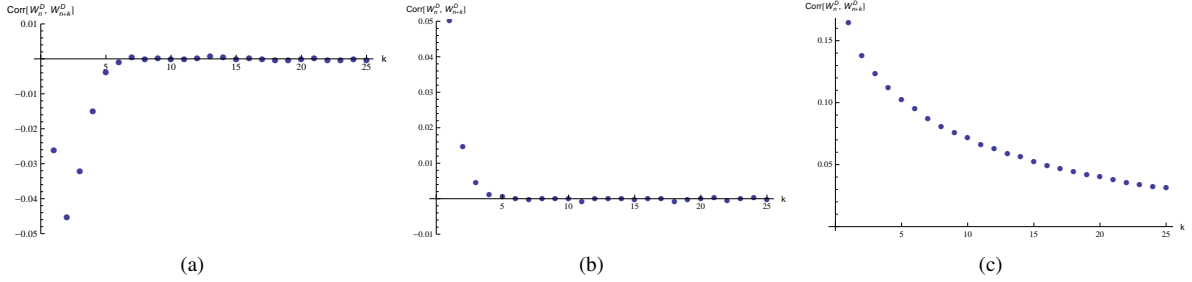 Corr[W_n^D, W_{n+k}^D]
0.01
5 10 15 20 25 k
−0.01
−0.02
−0.03
−0.04
−0.05
(a)
Corr[W_n^D, W_{n+k}^D]
0.05
0.04
0.03
0.02
0.01
5 10 15 20 25 k
−0.01
(b)
Corr[W_n^D, W_{n+k}^D]
0.15
0.10
0.05
5 10 15 20 25 k
(c)